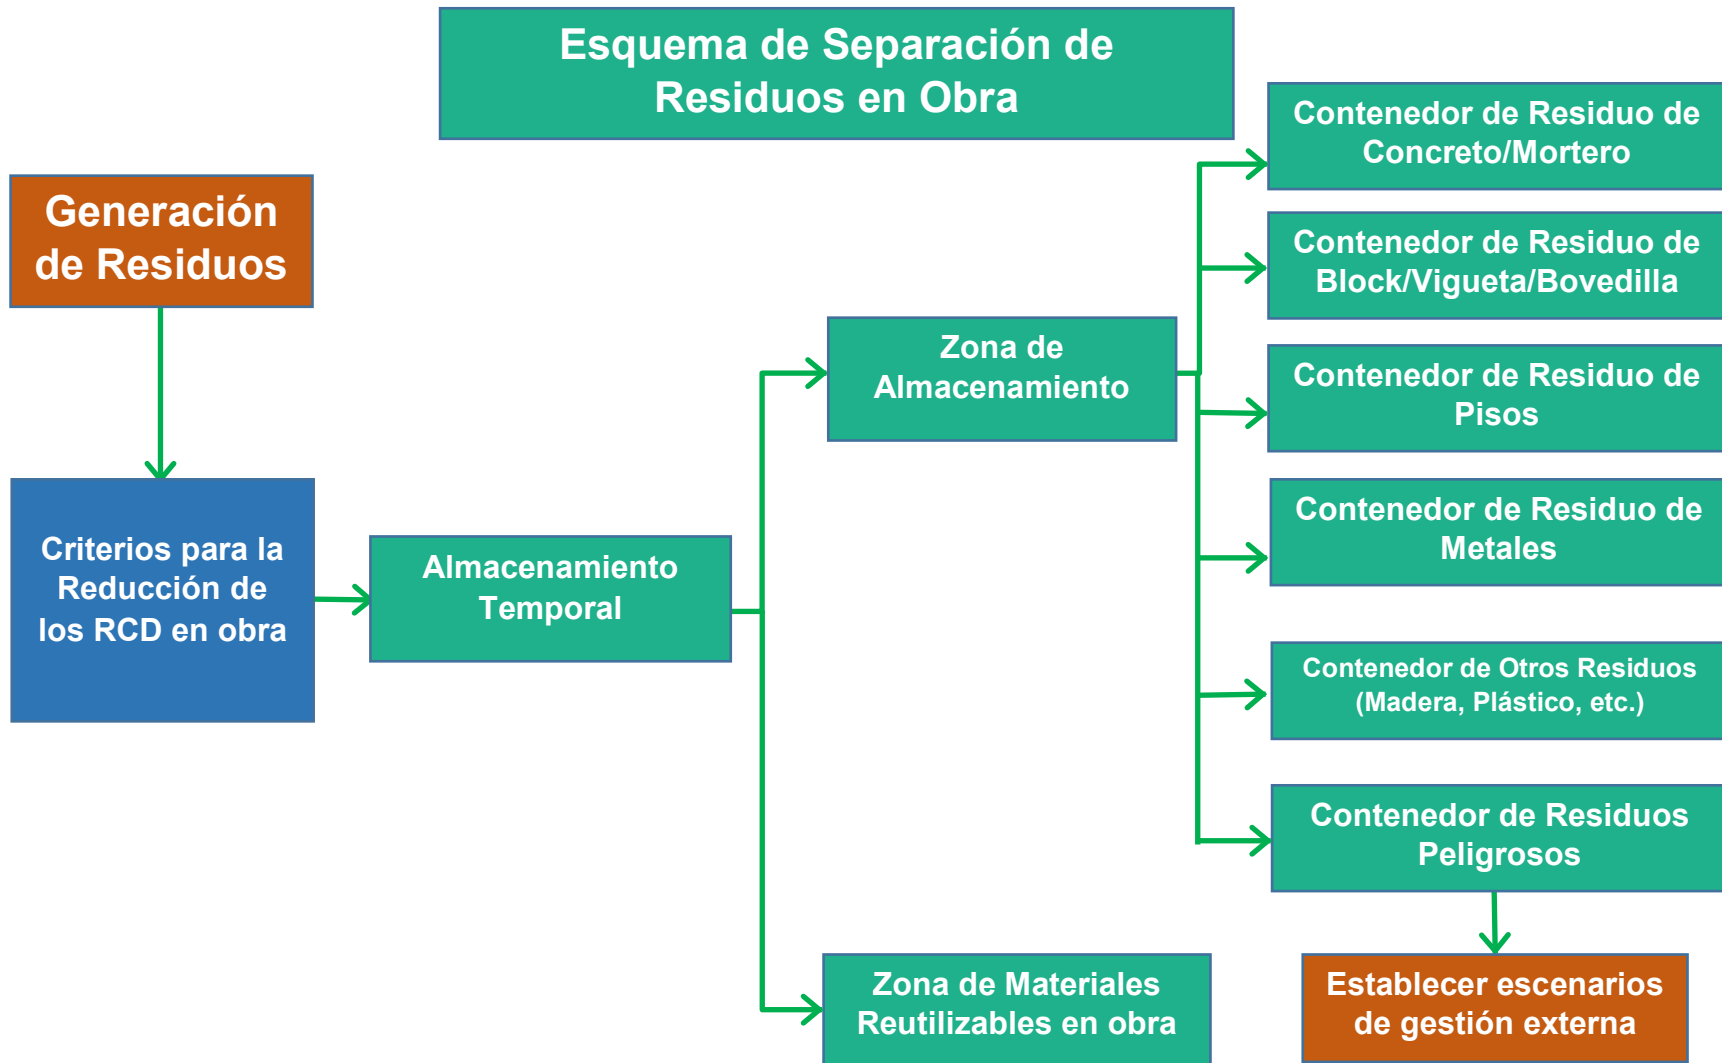 Esquema de Separación de
Residuos en Obra
Generación
de Residuos
Criterios para la
Reducción de
los RCD en obra
Almacenamiento
Temporal
Zona de
Almacenamiento
Zona de Materiales
Reutilizables en obra
Contenedor de Residuo de
Concreto/Mortero
Contenedor de Residuo de
Block/Vigueta/Bovedilla
Contenedor de Residuo de
Pisos
Contenedor de Residuo de
Metales
Contenedor de Otros Residuos
(Madera, Plástico, etc.)
Contenedor de Residuos
Peligrosos
Establecer escenarios
de gestión externa